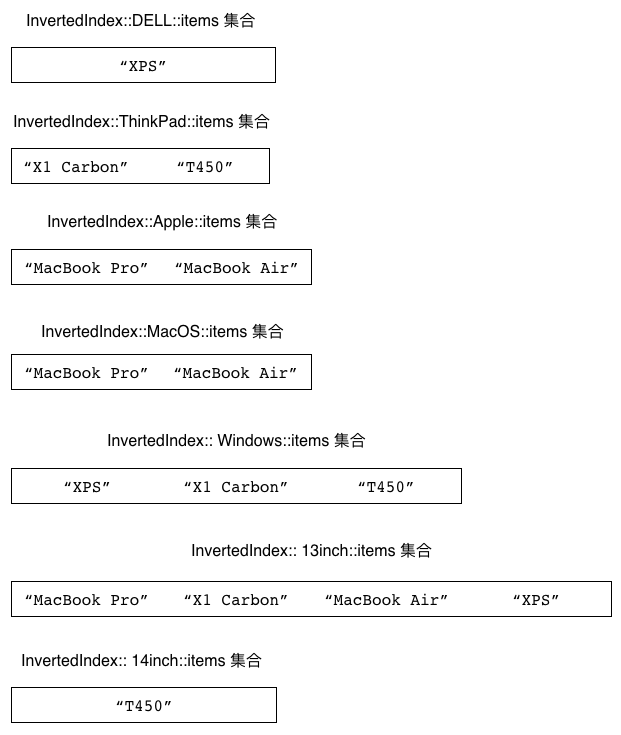 InvertedIndex::DELL::items 集合
“XPS”
InvertedIndex::ThinkPad::items 集合
“X1 Carbon” “T450”
InvertedIndex::Apple::items 集合
“MacBook Pro” “MacBook Air”
InvertedIndex::MacOS::items 集合
“MacBook Pro” “MacBook Air”
InvertedIndex:: Windows::items 集合
“XPS” “X1 Carbon” “T450”
InvertedIndex:: 13inch::items 集合
“MacBook Pro” “X1 Carbon” “MacBook Air” “XPS”
InvertedIndex:: 14inch::items 集合
“T450”